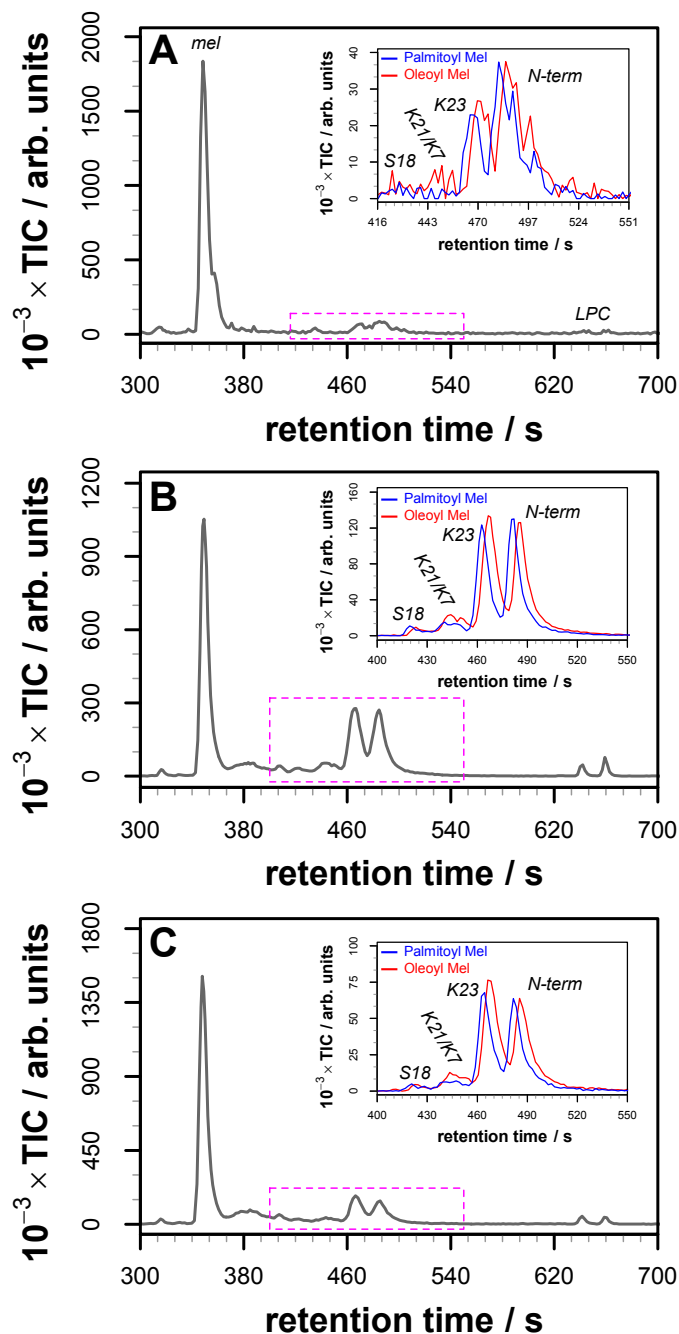 A
mel
10⁻³ × TIC / arb. units
0 500 1000 1500 2000
300 380 460 540 620 700
retention time / s
LPC
Palmitoyl Mel
Oleoyl Mel
N-term
K23
K21/K7
S18
10⁻³ × TIC / arb. units
0 10 20 30 40
416 443 470 497 524 551
retention time / s
B
10⁻³ × TIC / arb. units
0 300 600 900 1200
300 380 460 540 620 700
retention time / s
Palmitoyl Mel
Oleoyl Mel
N-term
K23
K21/K7
S18
10⁻³ × TIC / arb. units
0 40 80 120 160
400 430 460 490 520 550
retention time / s
C
10⁻³ × TIC / arb. units
0 450 900 1350 1800
300 380 460 540 620 700
retention time / s
Palmitoyl Mel
Oleoyl Mel
K23
N-term
K21/K7
S18
10⁻³ × TIC / arb. units
0 25 50 75 100
400 430 460 490 520 550
retention time / s